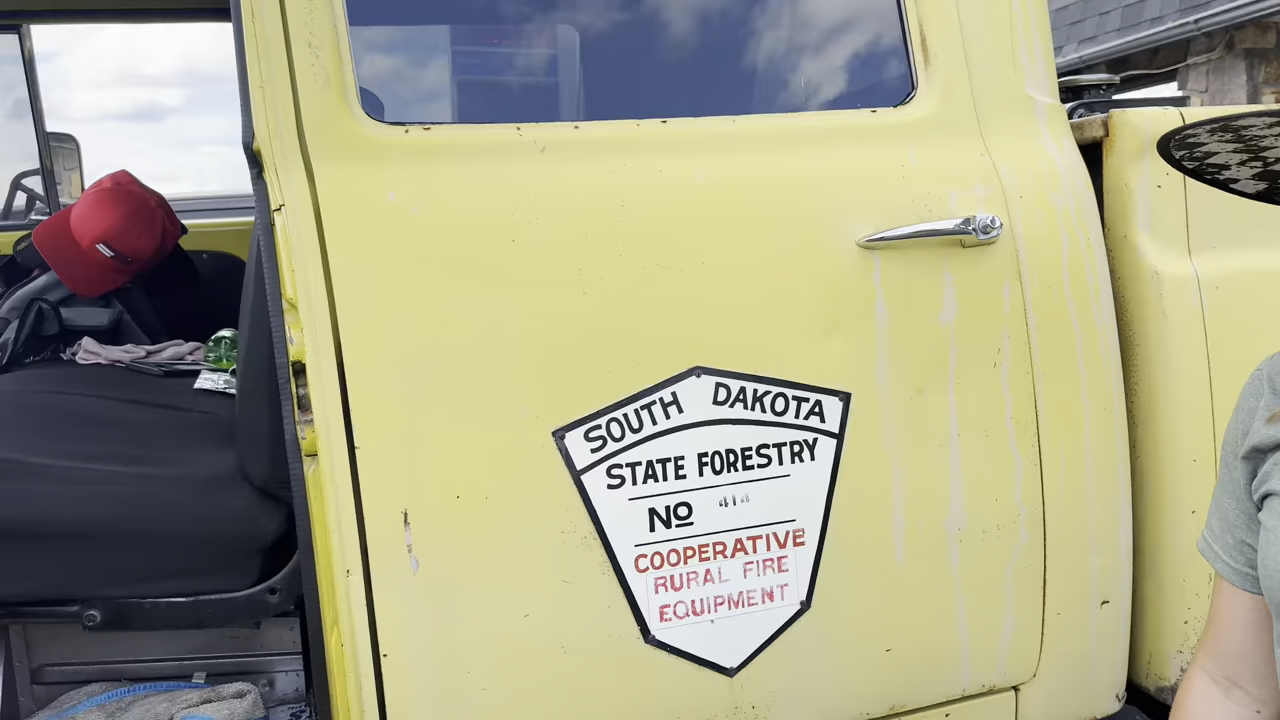 SOUTH DAKOTA
STATE FORESTRY
NO
COOPERATIVE
RURAL FIRE
EQUIPMENT